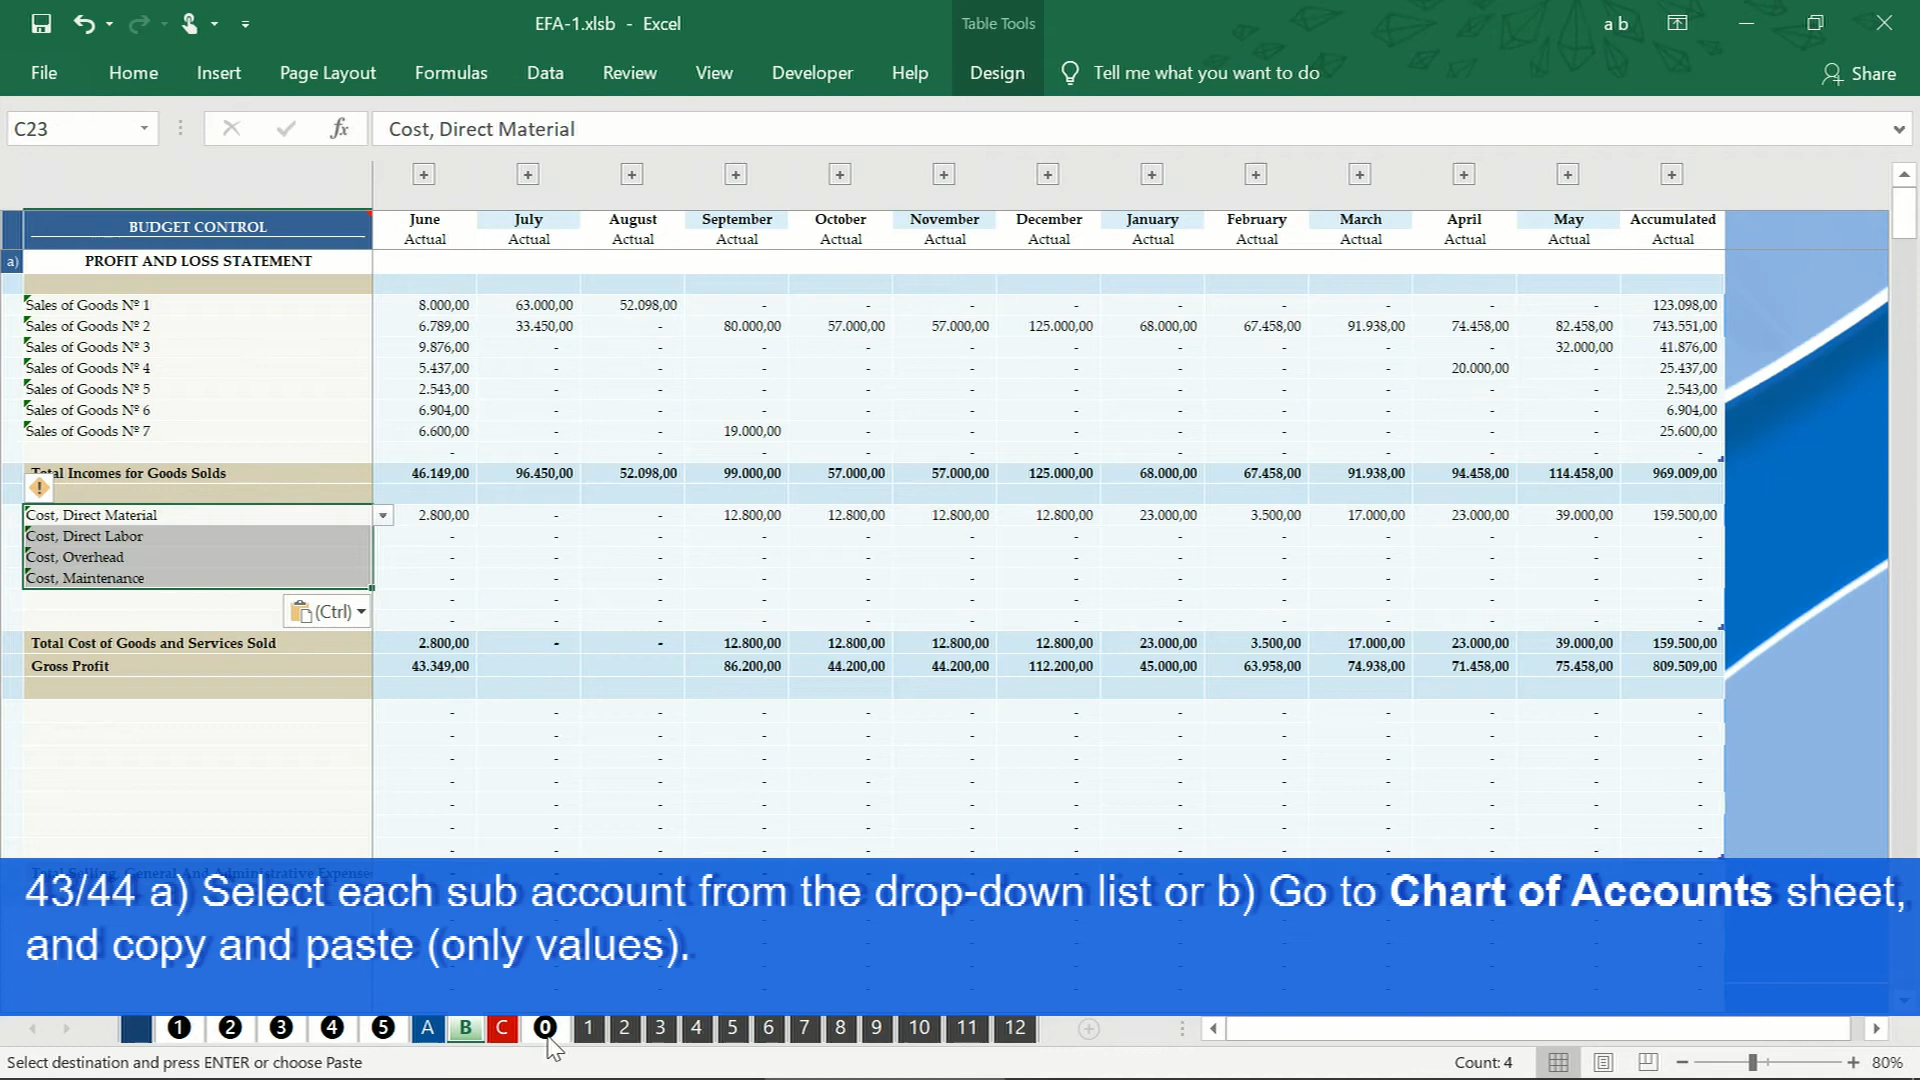 EFA-1.xlsb - Excel
Table Tools
a b
File Home Insert Page Layout Formulas Data Review View Developer Help Design Tell me what you want to do Share
C23 fx Cost, Direct Material
BUDGET CONTROL June July August September October November December January February March April May Accumulated
Actual Actual Actual Actual Actual Actual Actual Actual Actual Actual Actual Actual Actual
a) PROFIT AND LOSS STATEMENT
Sales of Goods Nº 1 8.000,00 63.000,00 52.098,00 - - - - - - - - - 123.098,00
Sales of Goods Nº 2 6.789,00 33.450,00 - 80.000,00 57.000,00 57.000,00 125.000,00 68.000,00 67.458,00 91.938,00 74.458,00 82.458,00 743.551,00
Sales of Goods Nº 3 9.876,00 - - - - - - - - - - 32.000,00 41.876,00
Sales of Goods Nº 4 5.437,00 - - - - - - - - - 20.000,00 - 25.437,00
Sales of Goods Nº 5 2.543,00 - - - - - - - - - - - 2.543,00
Sales of Goods Nº 6 6.904,00 - - - - - - - - - - - 6.904,00
Sales of Goods Nº 7 6.600,00 - - 19.000,00 - - - - - - - - 25.600,00
- - - - - - - - - - - - -
Total Incomes for Goods Solds 46.149,00 96.450,00 52.098,00 99.000,00 57.000,00 57.000,00 125.000,00 68.000,00 67.458,00 91.938,00 94.458,00 114.458,00 969.009,00
Cost, Direct Material 2.800,00 - - 12.800,00 12.800,00 12.800,00 12.800,00 23.000,00 3.500,00 17.000,00 23.000,00 39.000,00 159.500,00
Cost, Direct Labor - - - - - - - - - - - - -
Cost, Overhead - - - - - - - - - - - - -
Cost, Maintenance - - - - - - - - - - - - -
(Ctrl) - - - - - - - - - - - - -
- - - - - - - - - - - - -
Total Cost of Goods and Services Sold 2.800,00 - - 12.800,00 12.800,00 12.800,00 12.800,00 23.000,00 3.500,00 17.000,00 23.000,00 39.000,00 159.500,00
Gross Profit 43.349,00 86.200,00 44.200,00 44.200,00 112.200,00 45.000,00 63.958,00 74.938,00 71.458,00 75.458,00 809.509,00
- - - - - - - - - - - - -
- - - - - - - - - - - - -
- - - - - - - - - - - - -
- - - - - - - - - - - - -
- - - - - - - - - - - - -
- - - - - - - - - - - - -
- - - - - - - - - - - - -
Total Selling, General And Administrative Expenses
43/44 a) Select each sub account from the drop-down list or b) Go to Chart of Accounts sheet,
and copy and paste (only values).
1 2 3 4 5 A B C 0 1 2 3 4 5 6 7 8 9 10 11 12
Select destination and press ENTER or choose Paste Count: 4 80%